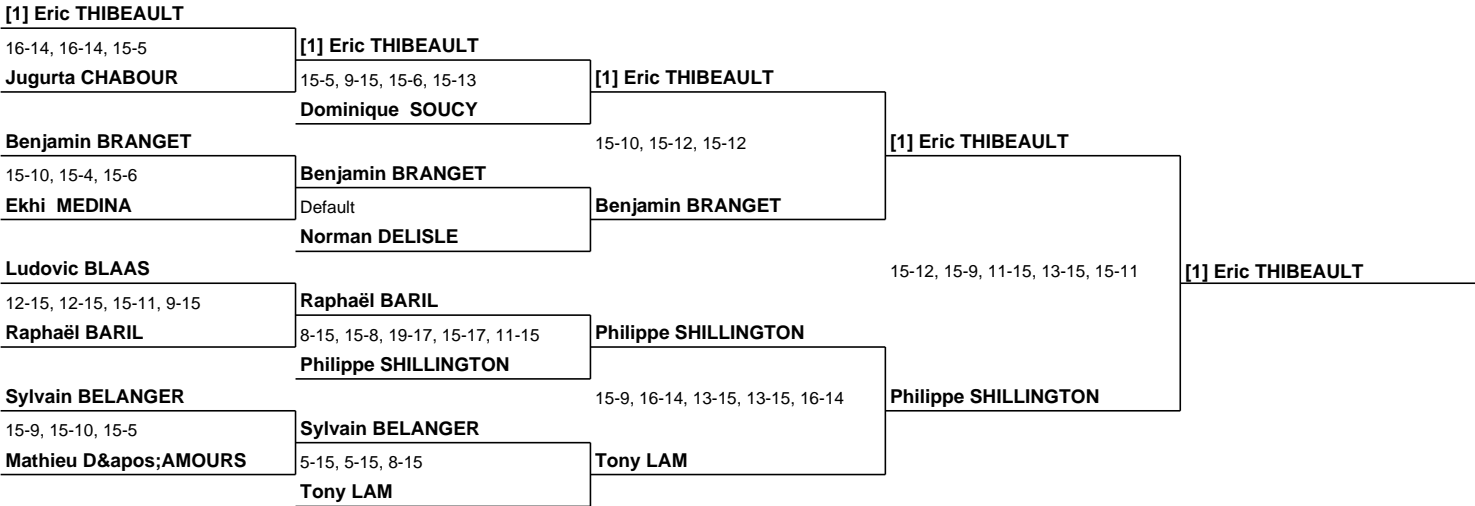 [1] Eric THIBEAULT
16-14, 16-14, 15-5
Jugurta CHABOUR
Benjamin BRANGET
15-10, 15-4, 15-6
Ekhi  MEDINA
Ludovic BLAAS
12-15, 12-15, 15-11, 9-15
Raphaël BARIL
Sylvain BELANGER
15-9, 15-10, 15-5
Mathieu D&apos;AMOURS
[1] Eric THIBEAULT
15-5, 9-15, 15-6, 15-13
Dominique  SOUCY
Benjamin BRANGET
Default
Norman DELISLE
Raphaël BARIL
8-15, 15-8, 19-17, 15-17, 11-15
Philippe SHILLINGTON
Sylvain BELANGER
5-15, 5-15, 8-15
Tony LAM
[1] Eric THIBEAULT
15-10, 15-12, 15-12
Benjamin BRANGET
Philippe SHILLINGTON
15-9, 16-14, 13-15, 13-15, 16-14
Tony LAM
[1] Eric THIBEAULT
15-12, 15-9, 11-15, 13-15, 15-11
Philippe SHILLINGTON
[1] Eric THIBEAULT